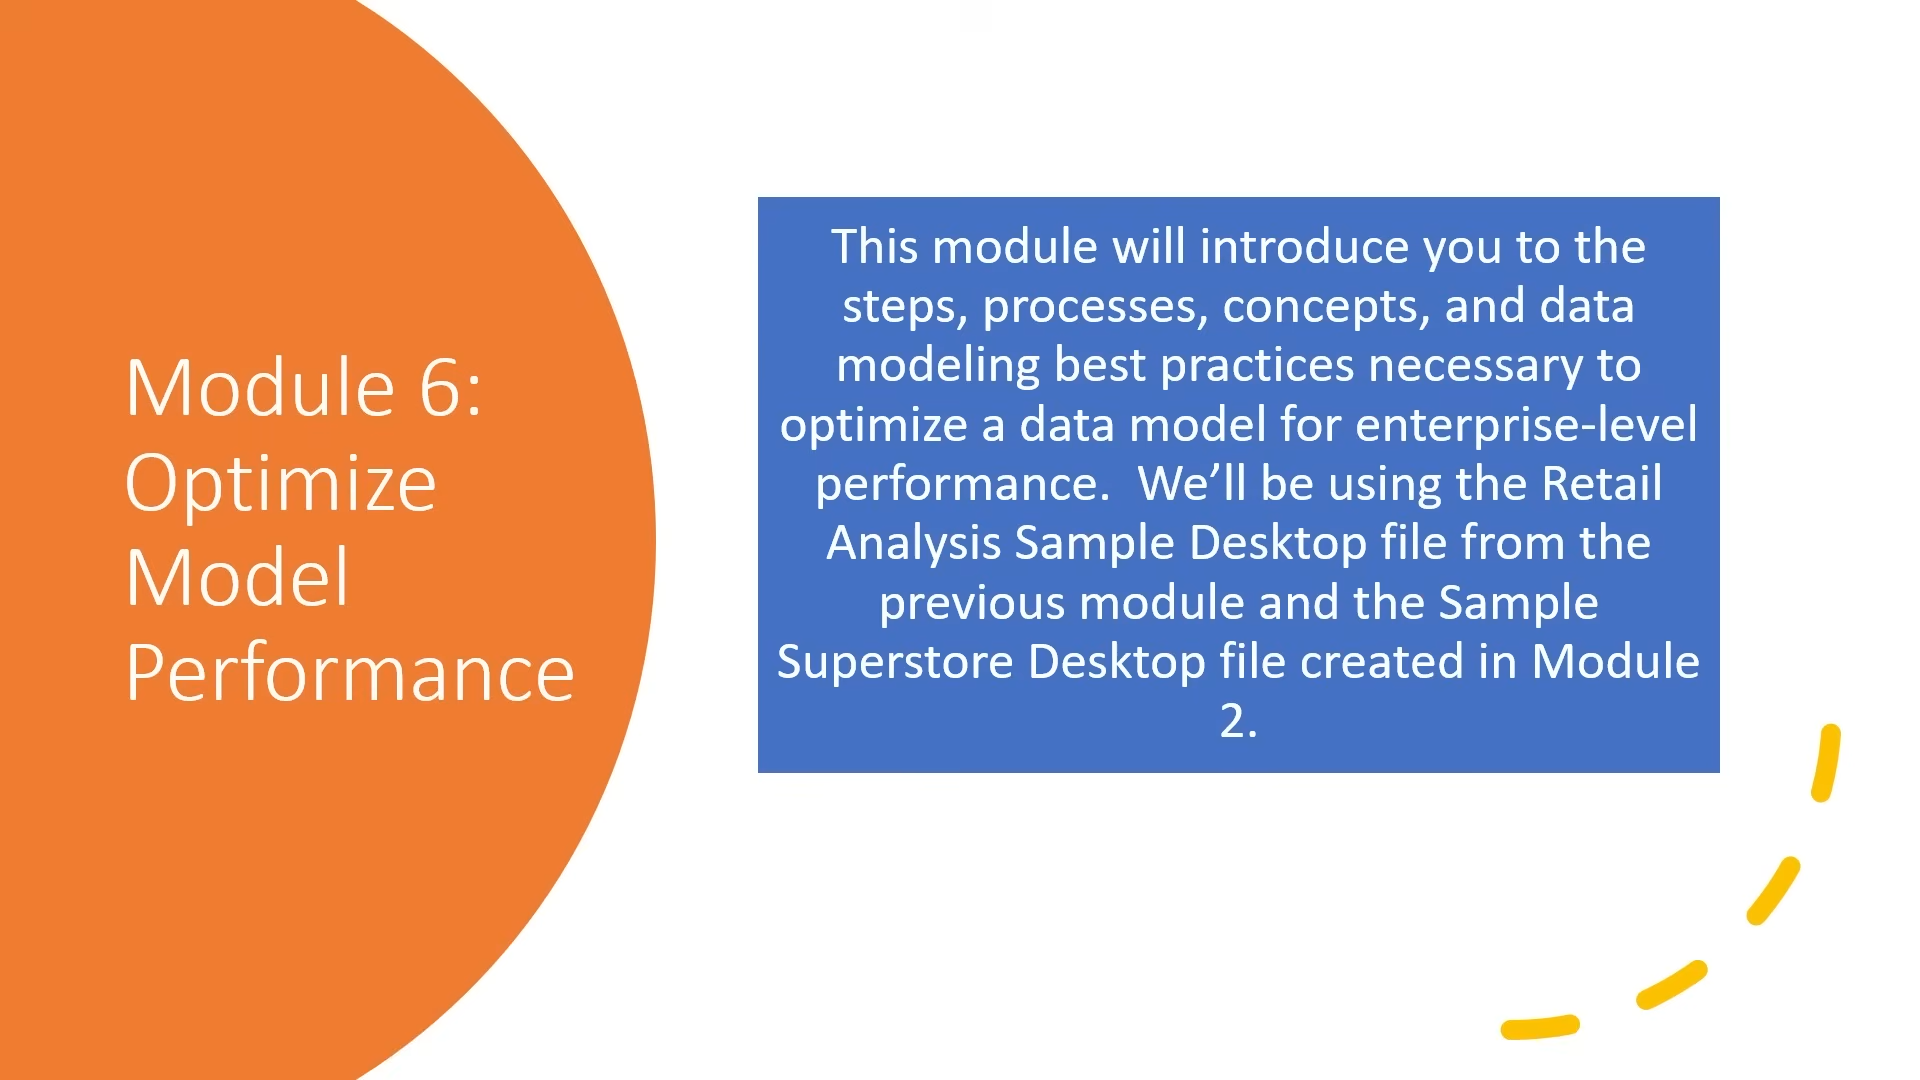 Module 6:
Optimize
Model
Performance
This module will introduce you to the
steps, processes, concepts, and data
modeling best practices necessary to
optimize a data model for enterprise-level
performance.  We’ll be using the Retail
Analysis Sample Desktop file from the
previous module and the Sample
Superstore Desktop file created in Module
2.